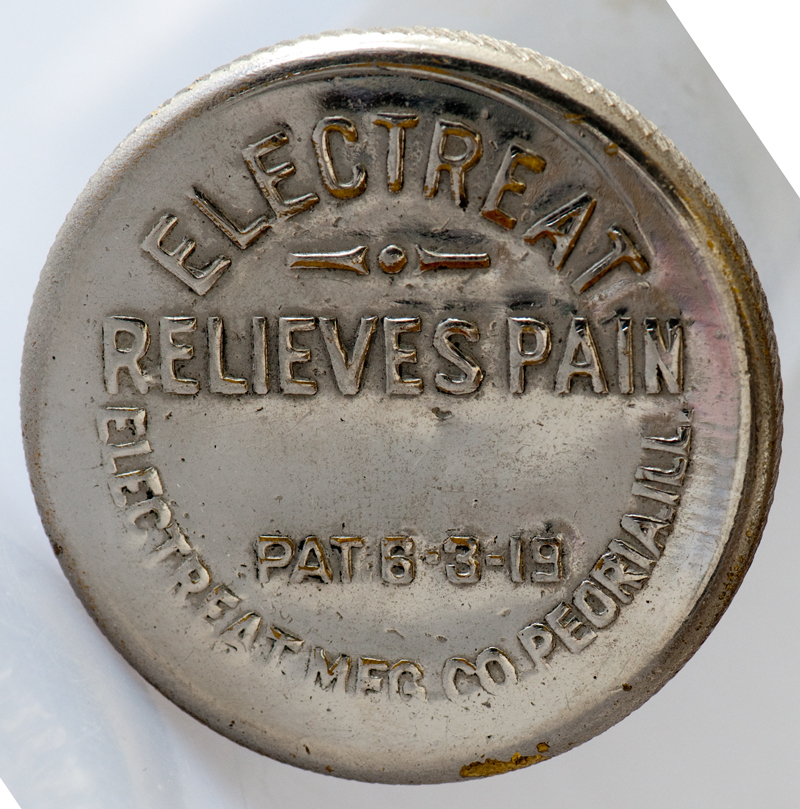 ELECTREAT
RELIEVES PAIN
PAT. 6-3-19
ELECTREAT MFG CO PEORIA ILL.